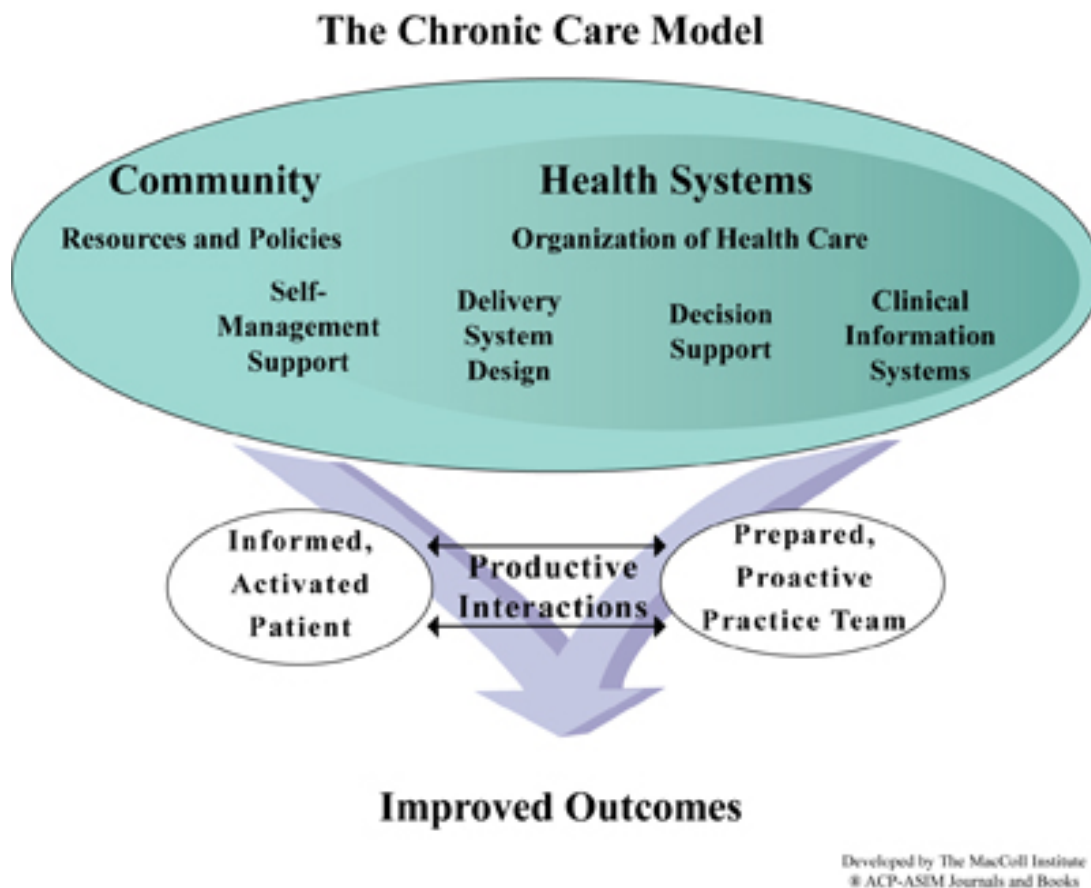 The Chronic Care Model
Community
Resources and Policies
Health Systems
Organization of Health Care
Self-
Management
Support
Delivery
System
Design
Decision
Support
Clinical
Information
Systems
Informed,
Activated
Patient
Productive
Interactions
Prepared,
Proactive
Practice Team
Improved Outcomes
Developed by The MacColl Institute
® ACP-ASIM Journals and Books